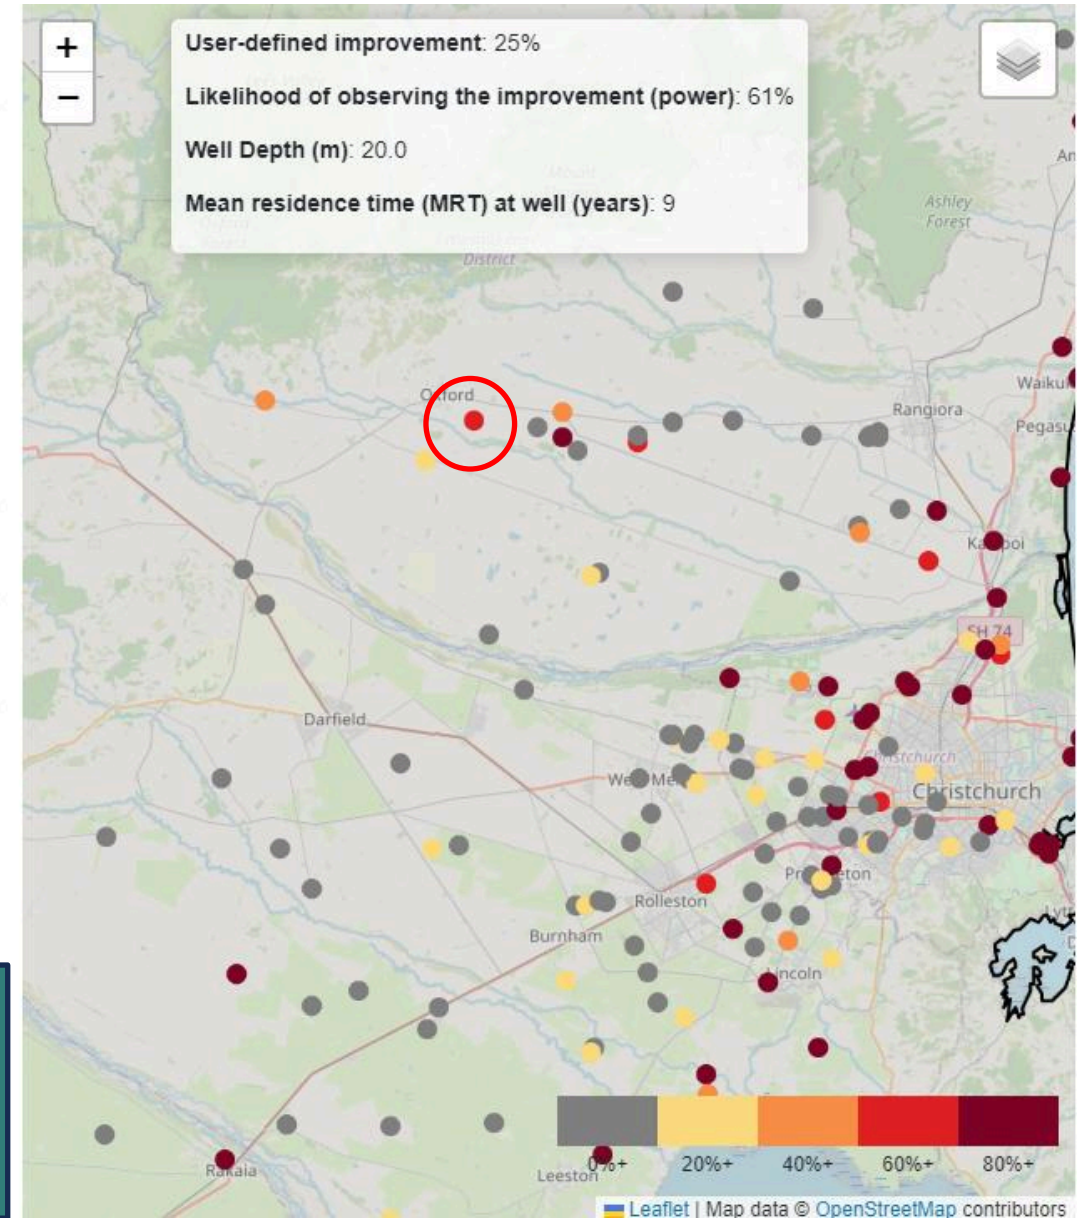 +
−
User-defined improvement: 25%
Likelihood of observing the improvement (power): 61%
Well Depth (m): 20.0
Mean residence time (MRT) at well (years): 9
District
Ashley
Forest
Oxford
Rangiora
SH 74
Darfield
Christchurch
Christchurch
Rolleston
Burnham
Lincoln
Rakaia
Leeston
0%+ 20%+ 40%+ 60%+ 80%+
Leaflet | Map data © OpenStreetMap contributors